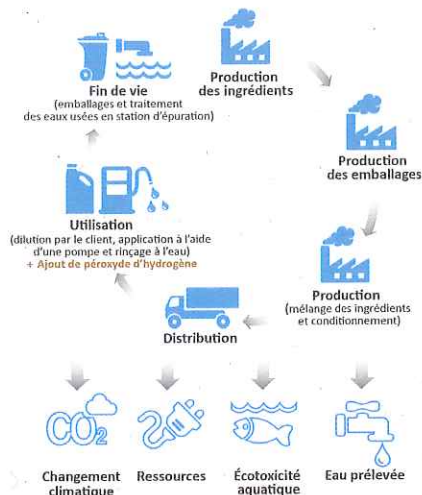 Fin de vie
(emballages et traitement
des eaux usées en station d'épuration)
Production
des ingrédients
Production
des emballages
Production
(mélange des ingrédients
et conditionnement)
Distribution
Utilisation
(dilution par le client, application à l'aide
d'une pompe et rinçage à l'eau)
+ Ajout de péroxyde d'hydrogène
CO2
Changement
climatique
Ressources
Écotoxicité
aquatique
Eau prélevée